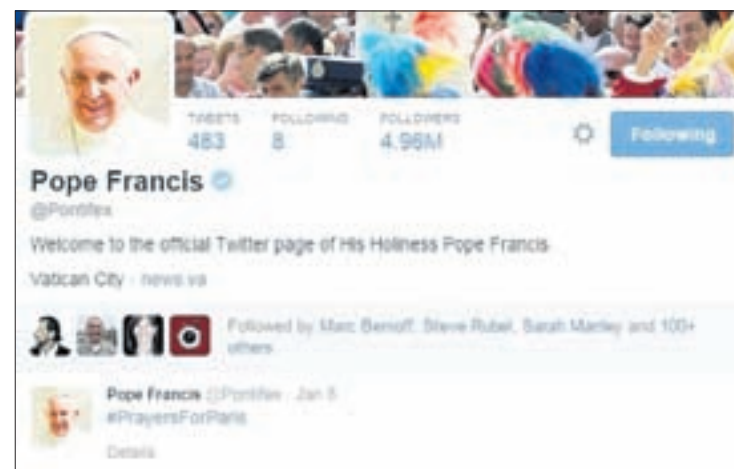 TWEETS FOLLOWING FOLLOWERS
483 8 4.96M
Following
Pope Francis
@Pontifex
Welcome to the official Twitter page of His Holiness Pope Francis
Vatican City · news.va
Followed by Marc Benioff, Steve Rubel, Sarah Manley and 100+
others
Pope Francis @Pontifex · Jan 8
#PrayersForParis
Details